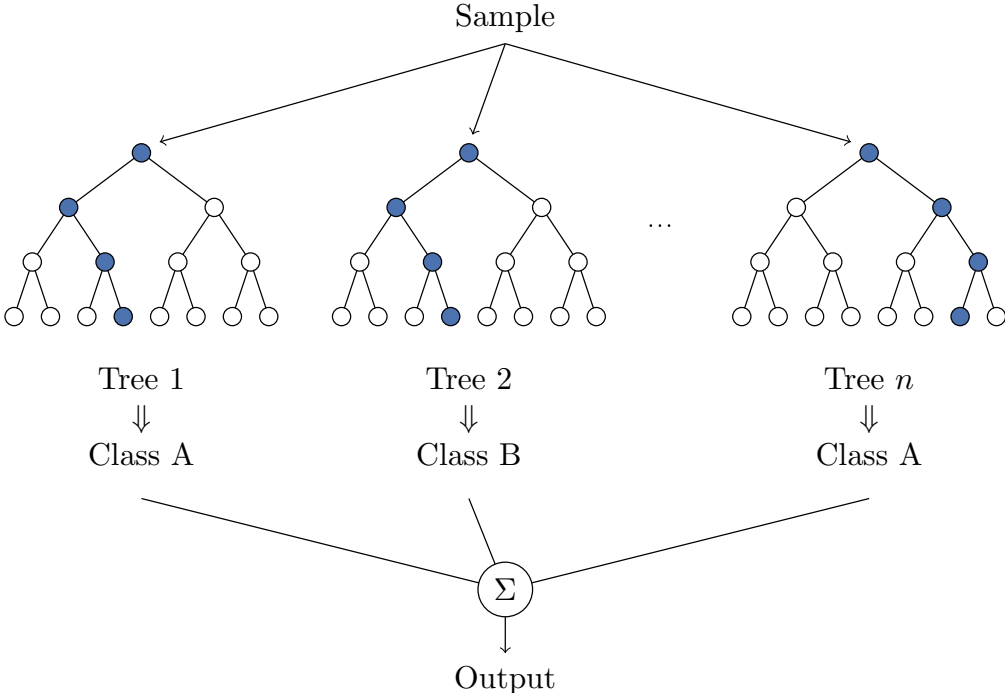 Sample
...
Tree 1
Tree 2
Tree n
⇓
⇓
⇓
Class A
Class B
Class A
Σ
Output